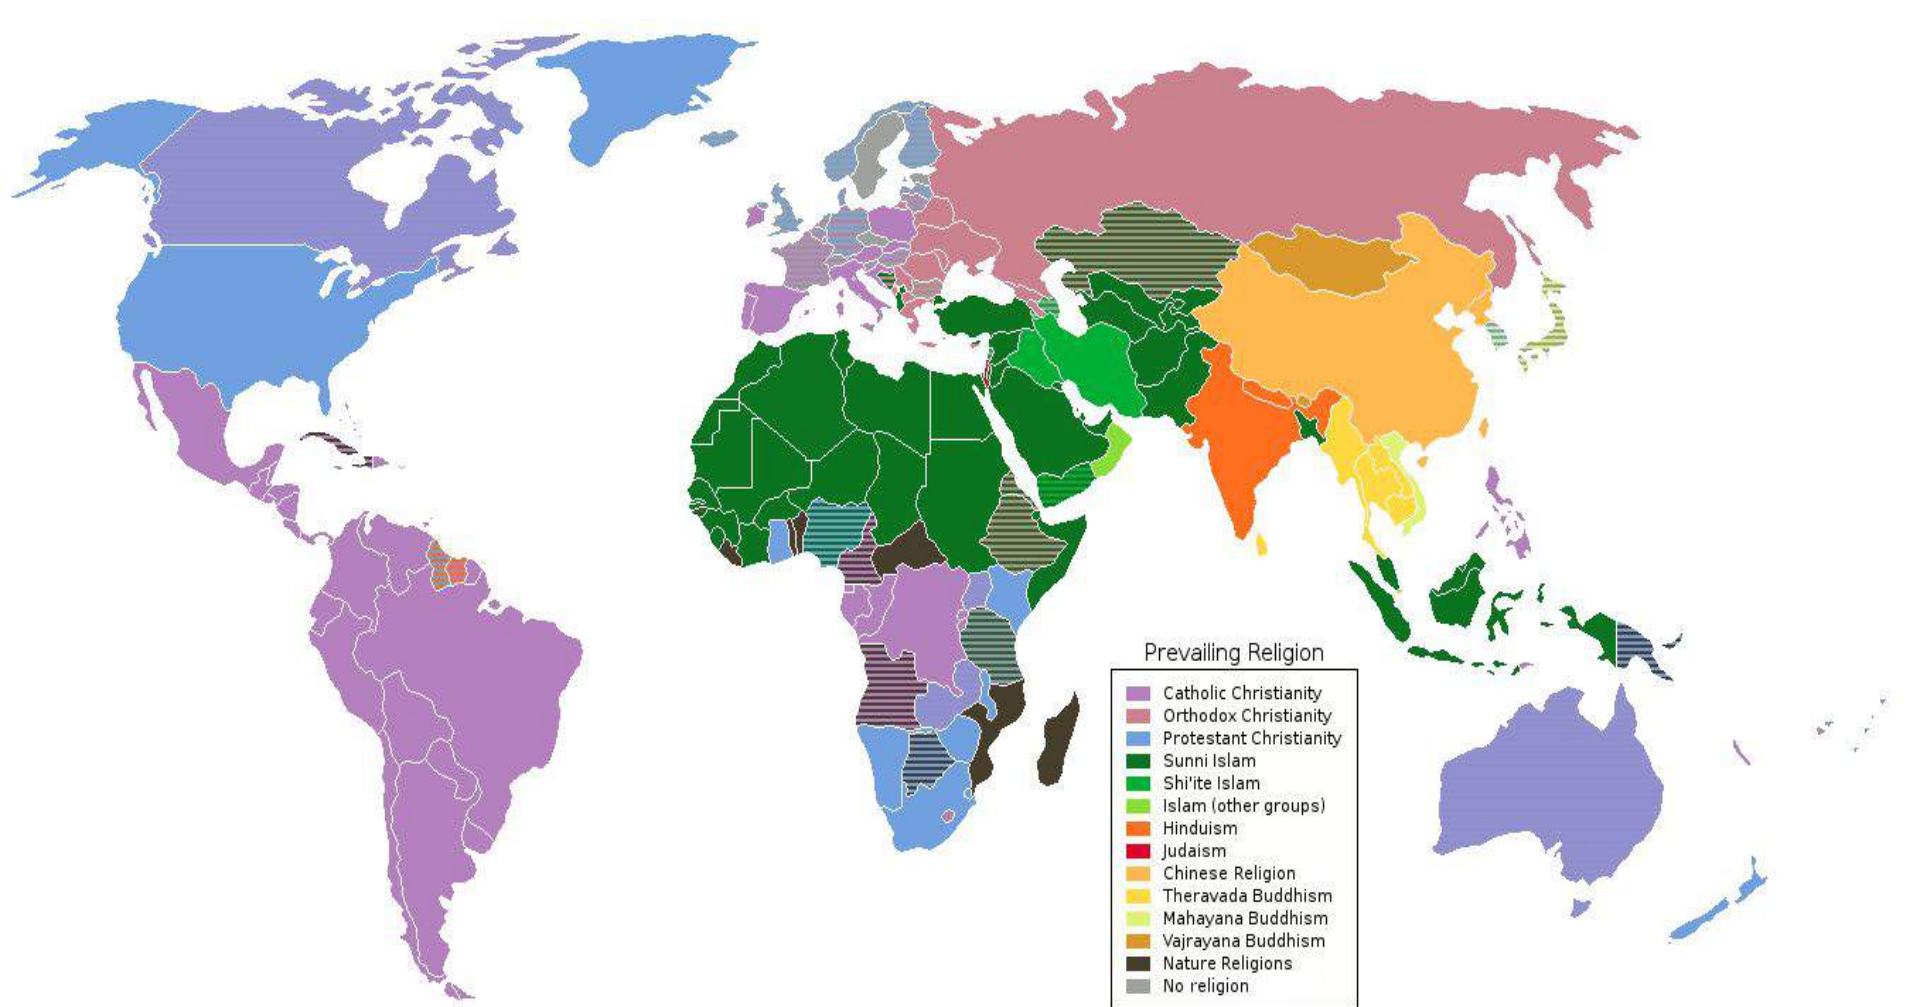 Prevailing Religion
Catholic Christianity
Orthodox Christianity
Protestant Christianity
Sunni Islam
Shi'ite Islam
Islam (other groups)
Hinduism
Judaism
Chinese Religion
Theravada Buddhism
Mahayana Buddhism
Vajrayana Buddhism
Nature Religions
No religion